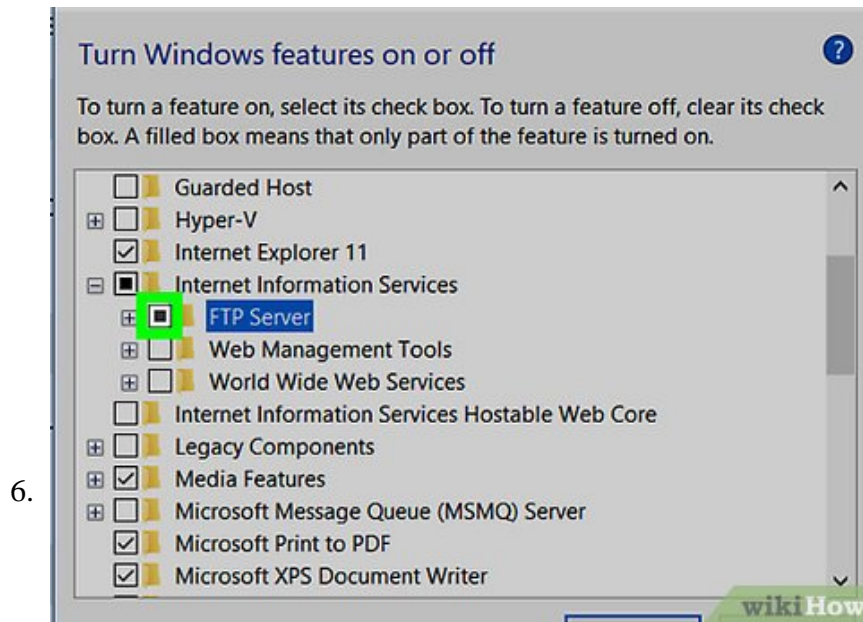 Turn Windows features on or off
?
To turn a feature on, select its check box. To turn a feature off, clear its check
box. A filled box means that only part of the feature is turned on.
Guarded Host
Hyper-V
Internet Explorer 11
Internet Information Services
FTP Server
Web Management Tools
World Wide Web Services
Internet Information Services Hostable Web Core
Legacy Components
Media Features
6.
Microsoft Message Queue (MSMQ) Server
Microsoft Print to PDF
Microsoft XPS Document Writer
wikiHow